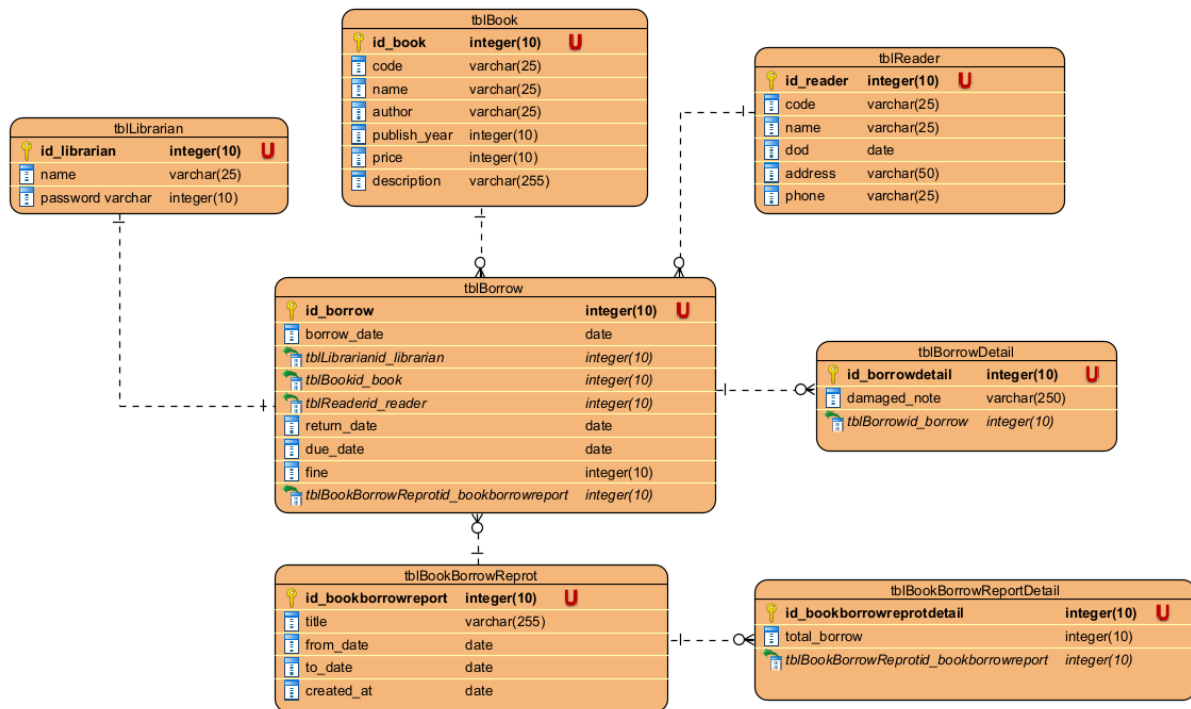 tblBook
id_book integer(10) U
code varchar(25)
name varchar(25)
author varchar(25)
publish_year integer(10)
price integer(10)
description varchar(255)
tblReader
id_reader integer(10) U
code varchar(25)
name varchar(25)
dod date
address varchar(50)
phone varchar(25)
tblLibrarian
id_librarian integer(10) U
name varchar(25)
password varchar integer(10)
tblBorrow
id_borrow integer(10) U
borrow_date date
tblLibrarianid_librarian integer(10)
tblBookid_book integer(10)
tblReaderid_reader integer(10)
return_date date
due_date date
fine integer(10)
tblBookBorrowReprotid_bookborrowreport integer(10)
tblBorrowDetail
id_borrowdetail integer(10) U
damaged_note varchar(250)
tblBorrowid_borrow integer(10)
tblBookBorrowReprot
id_bookborrowreport integer(10) U
title varchar(255)
from_date date
to_date date
created_at date
tblBookBorrowReportDetail
id_bookborrowreprotdetail integer(10) U
total_borrow integer(10)
tblBookBorrowReprotid_bookborrowreport integer(10)